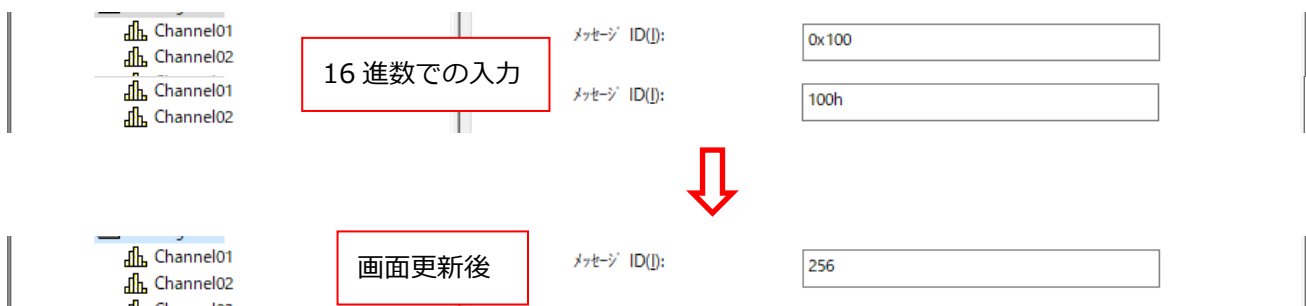 Channel01
Channel02
16 進数での入力
メッセージ ID(I):
0x100
Channel01
Channel02
メッセージ ID(I):
100h
Channel01
Channel02
画面更新後
メッセージ ID(I):
256